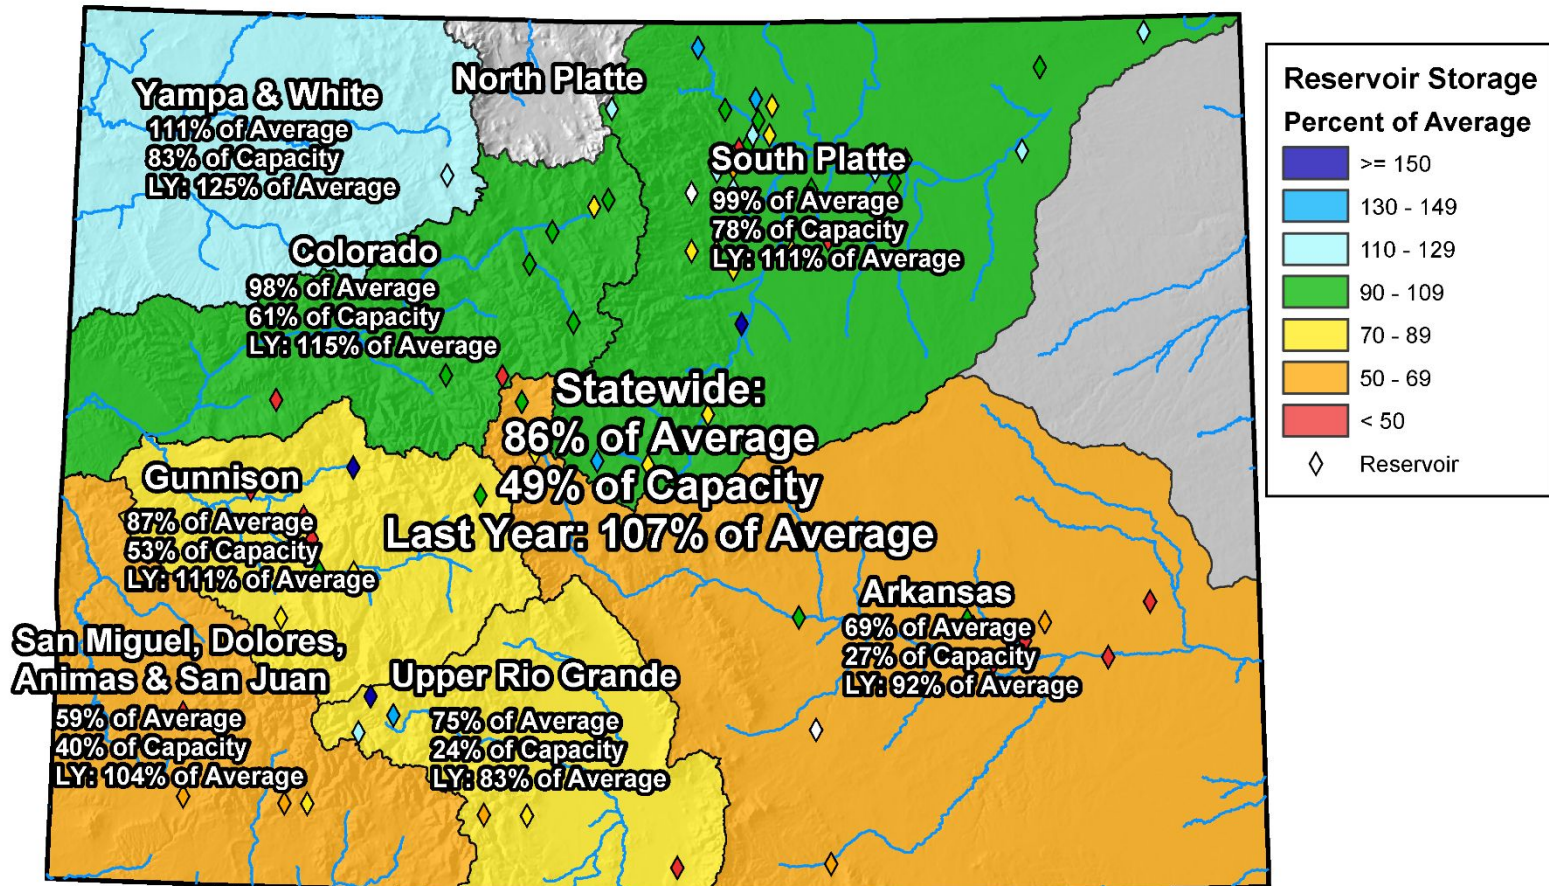 North Platte
Yampa & White
111% of Average
83% of Capacity
LY: 125% of Average
South Platte
99% of Average
78% of Capacity
LY: 111% of Average
Colorado
98% of Average
61% of Capacity
LY: 115% of Average
Statewide:
86% of Average
49% of Capacity
Last Year: 107% of Average
Gunnison
87% of Average
53% of Capacity
LY: 111% of Average
Arkansas
69% of Average
27% of Capacity
LY: 92% of Average
San Miguel, Dolores,
Animas & San Juan
59% of Average
40% of Capacity
LY: 104% of Average
Upper Rio Grande
75% of Average
24% of Capacity
LY: 83% of Average
Reservoir Storage
Percent of Average
>= 150
130 - 149
110 - 129
90 - 109
70 - 89
50 - 69
< 50
Reservoir